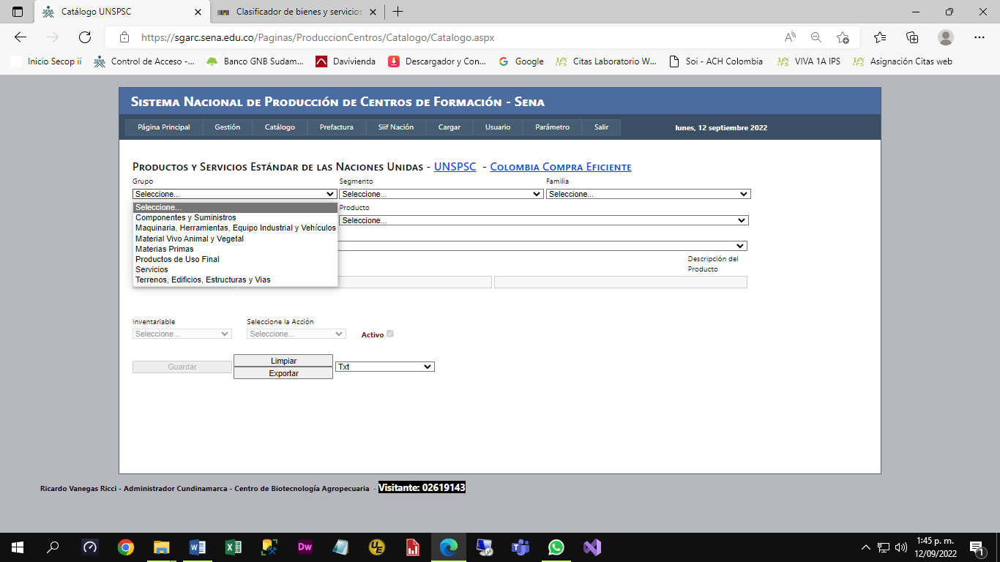 Catálogo UNSPSC
Clasificador de bienes y servicios
https://sgarc.sena.edu.co/Paginas/ProduccionCentros/Catalogo/Catalogo.aspx
Inicio Secop ii
Control de Acceso -...
Banco GNB Sudam...
Davivienda
Descargador y Con...
Google
Citas Laboratorio W...
Soi - ACH Colombia
VIVA 1A IPS
Asignación Citas web
Sistema Nacional de Producción de Centros de Formación - Sena
Página Principal
Gestión
Catálogo
Prefactura
Siif Nación
Cargar
Usuario
Parámetro
Salir
lunes, 12 septiembre 2022
Productos y Servicios Estándar de las Naciones Unidas - UNSPSC - Colombia Compra Eficiente
Grupo
Segmento
Familia
Seleccione...
Seleccione...
Seleccione...
Seleccione...
Componentes y Suministros
Maquinaria, Herramientas, Equipo Industrial y Vehículos
Material Vivo Animal y Vegetal
Materias Primas
Productos de Uso Final
Servicios
Terrenos, Edificios, Estructuras y Vias
Producto
Seleccione...
Descripción del
Producto
Inventariable
Seleccione la Acción
Seleccione...
Seleccione...
Activo
Guardar
Limpiar
Exportar
Txt
Ricardo Vanegas Ricci - Administrador Cundinamarca - Centro de Biotecnología Agropecuaria - Visitante: 02619143
Dw
UE
1:45 p. m.
12/09/2022
1